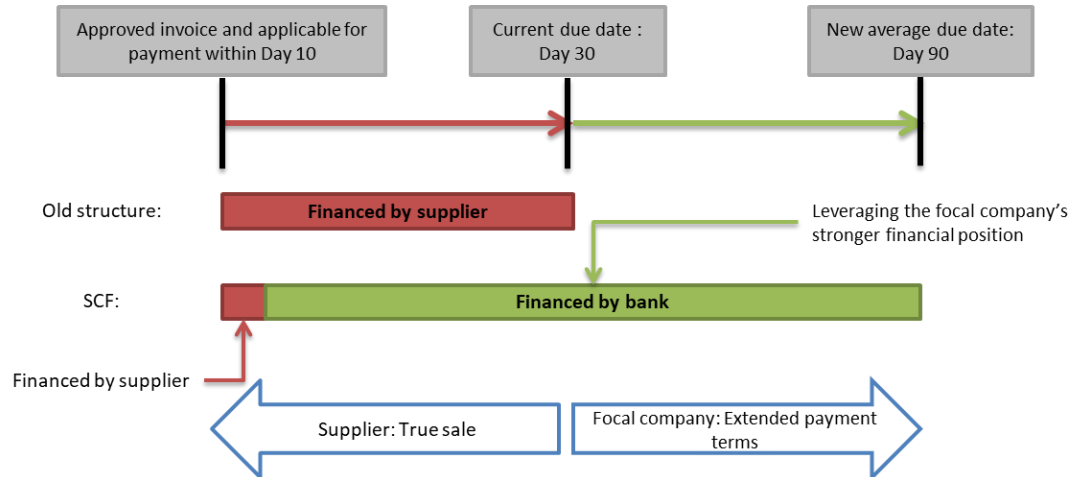 Approved invoice and applicable for
payment within Day 10
Current due date :
Day 30
New average due date:
Day 90
Old structure:
Financed by supplier
Leveraging the focal company's
stronger financial position
SCF:
Financed by bank
Financed by supplier
Supplier: True sale
Focal company: Extended payment
terms